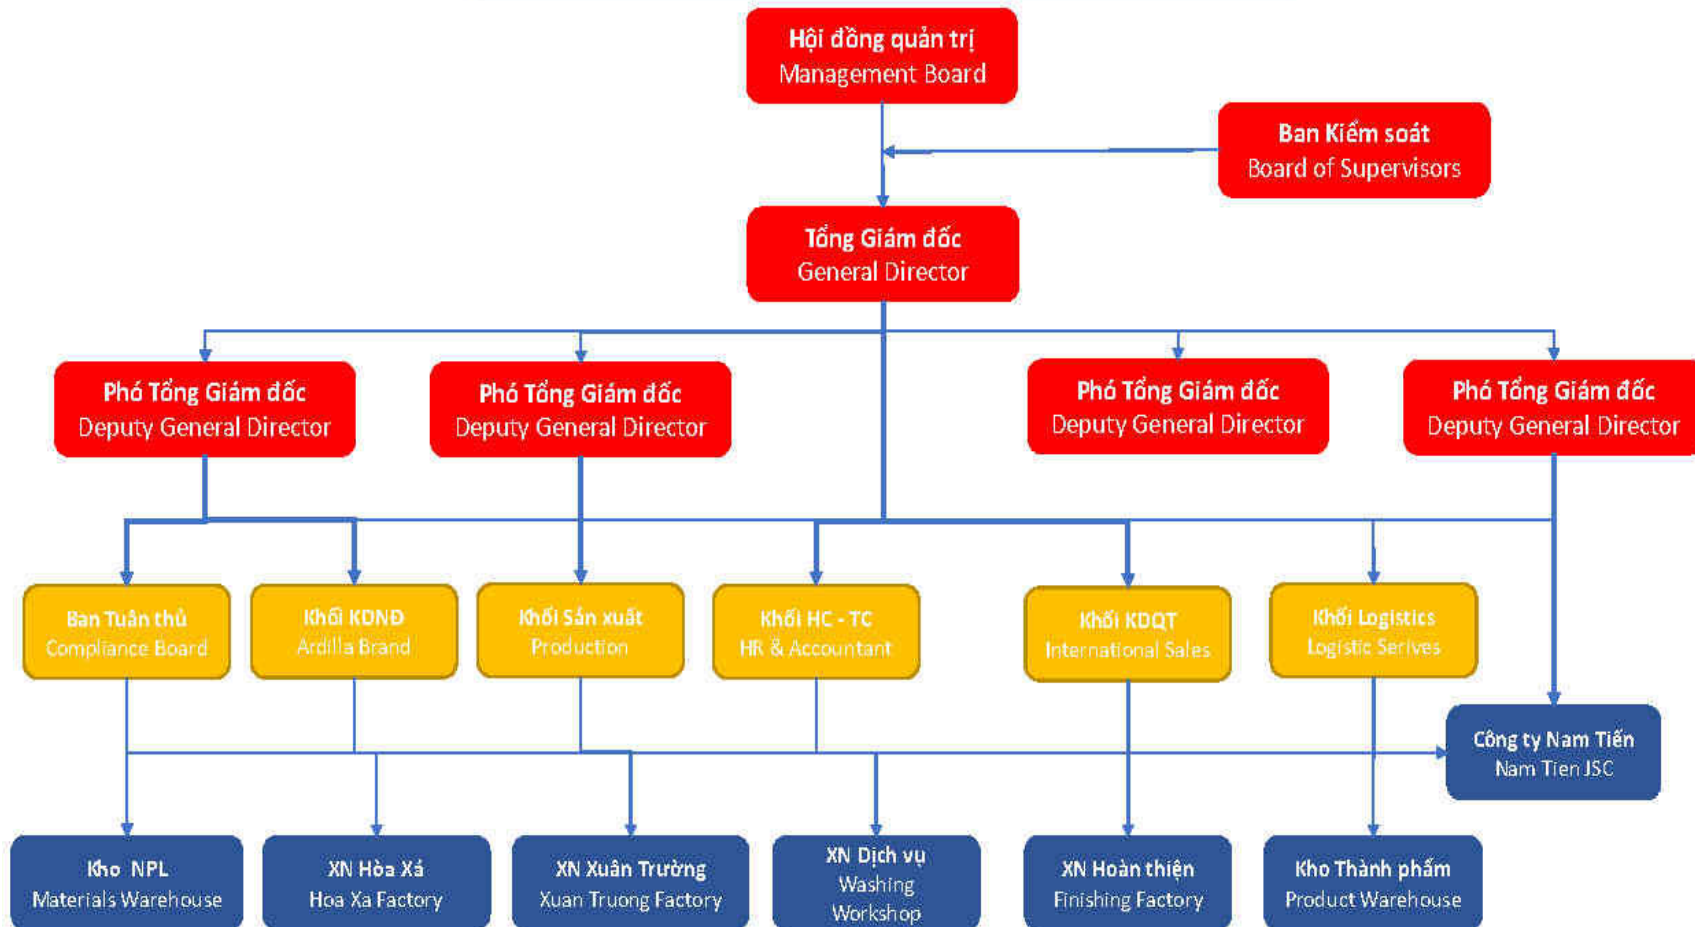 Hội đồng quản trị
Management Board
Ban Kiểm soát
Board of Supervisors
Tổng Giám đốc
General Director
Phó Tổng Giám đốc
Deputy General Director
Phó Tổng Giám đốc
Deputy General Director
Phó Tổng Giám đốc
Deputy General Director
Phó Tổng Giám đốc
Deputy General Director
Ban Tuân thủ
Compliance Board
Khối KDNĐ
Ardilla Brand
Khối Sản xuất
Production
Khối HC - TC
HR & Accountant
Khối KDQT
International Sales
Khối Logistics
Logistic Serives
Công ty Nam Tiến
Nam Tien JSC
Kho NPL
Materials Warehouse
XN Hòa Xá
Hoa Xa Factory
XN Xuân Trường
Xuan Truong Factory
XN Dịch vụ
Washing
Workshop
XN Hoàn thiện
Finishing Factory
Kho Thành phẩm
Product Warehouse